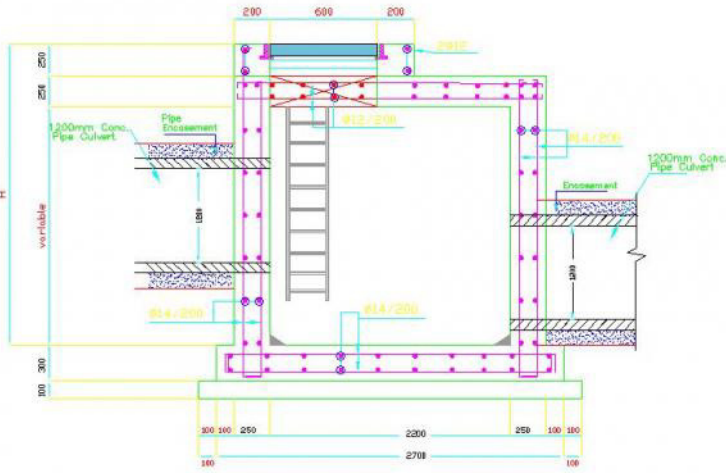 200 600 200
250
2Ø12
250
Pipe
Encasement
1200mm Conc.
Pipe Culvert
Ø12/200
Ø14/200
1200mm Conc.
Pipe Culvert
Encasement
H
variable
1200
1200
Ø14/200
Ø14/200
300
100
100 100 250 2200 250 100 100
100 2700 100